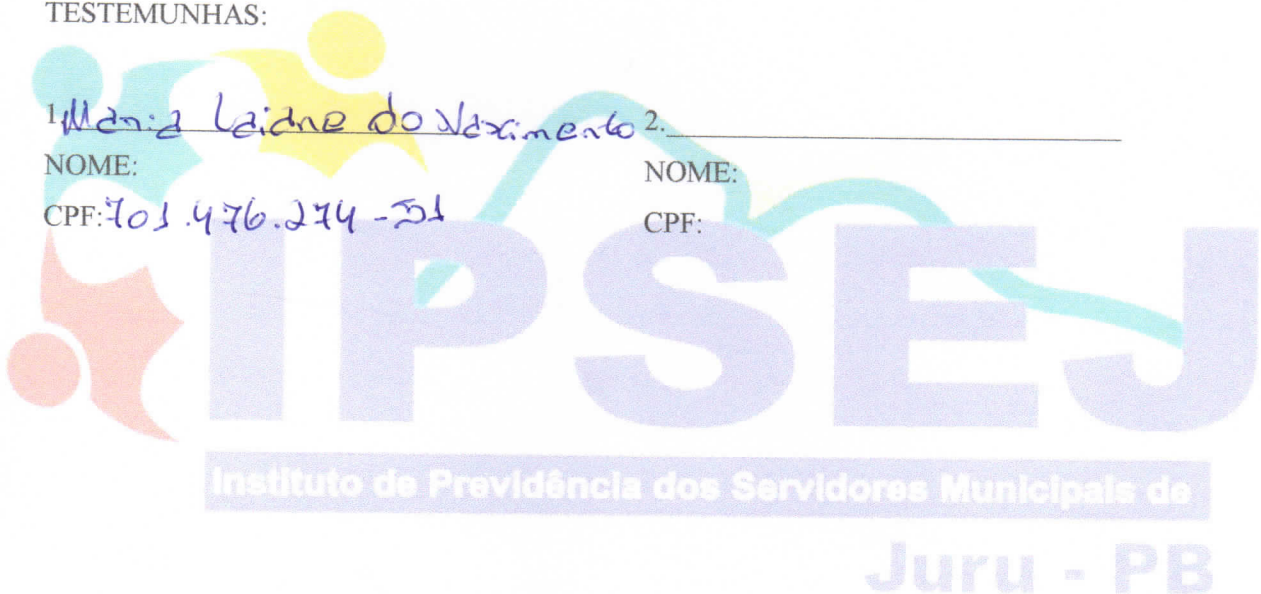 TESTEMUNHAS:
1. Maria Laiane do Nascimento 2.
NOME: NOME:
CPF: 701.476.274-51 CPF:
IPSEJ
Instituto de Previdência dos Servidores Municipais de
Juru - PB